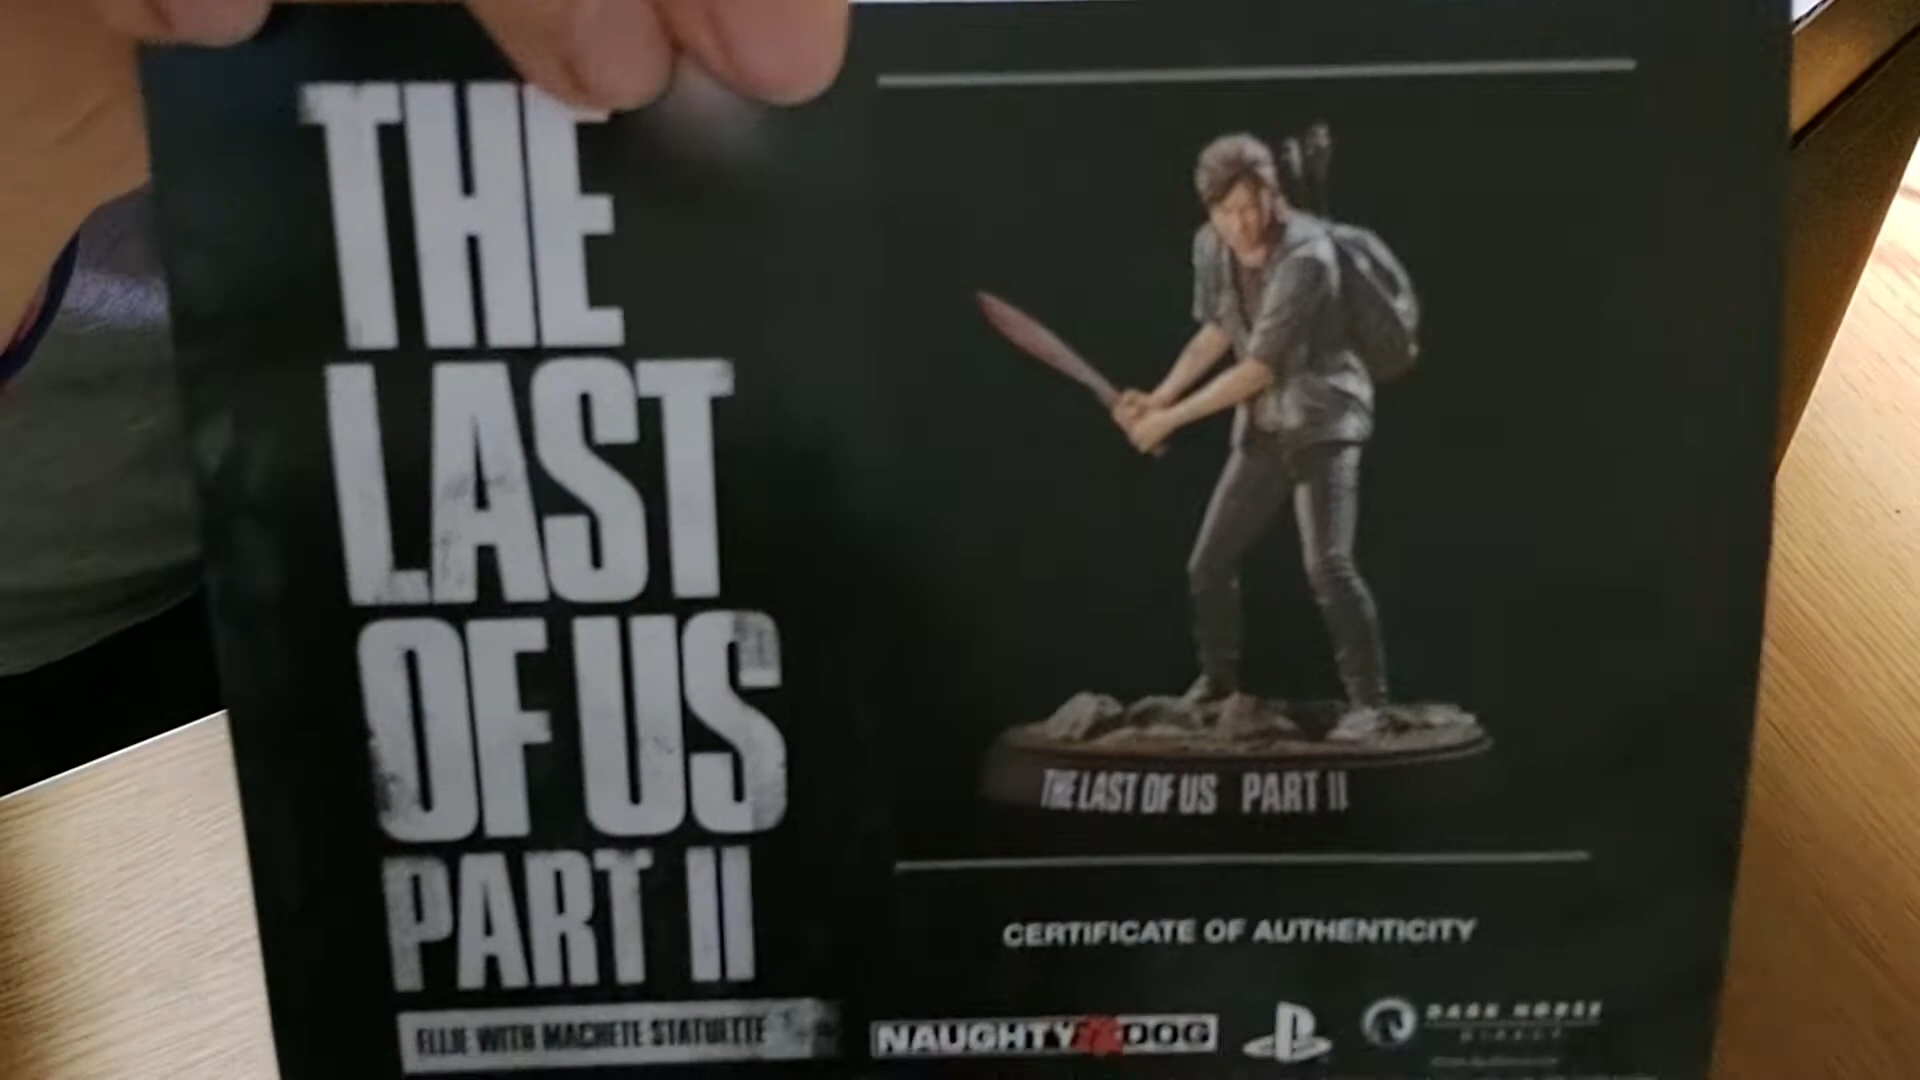 THE
LAST
OF US
PART II
ELLIE WITH MACHETE STATUETTE
THE LAST OF US PART II
CERTIFICATE OF AUTHENTICITY
NAUGHTY DOG
DARK HORSE
DIRECT